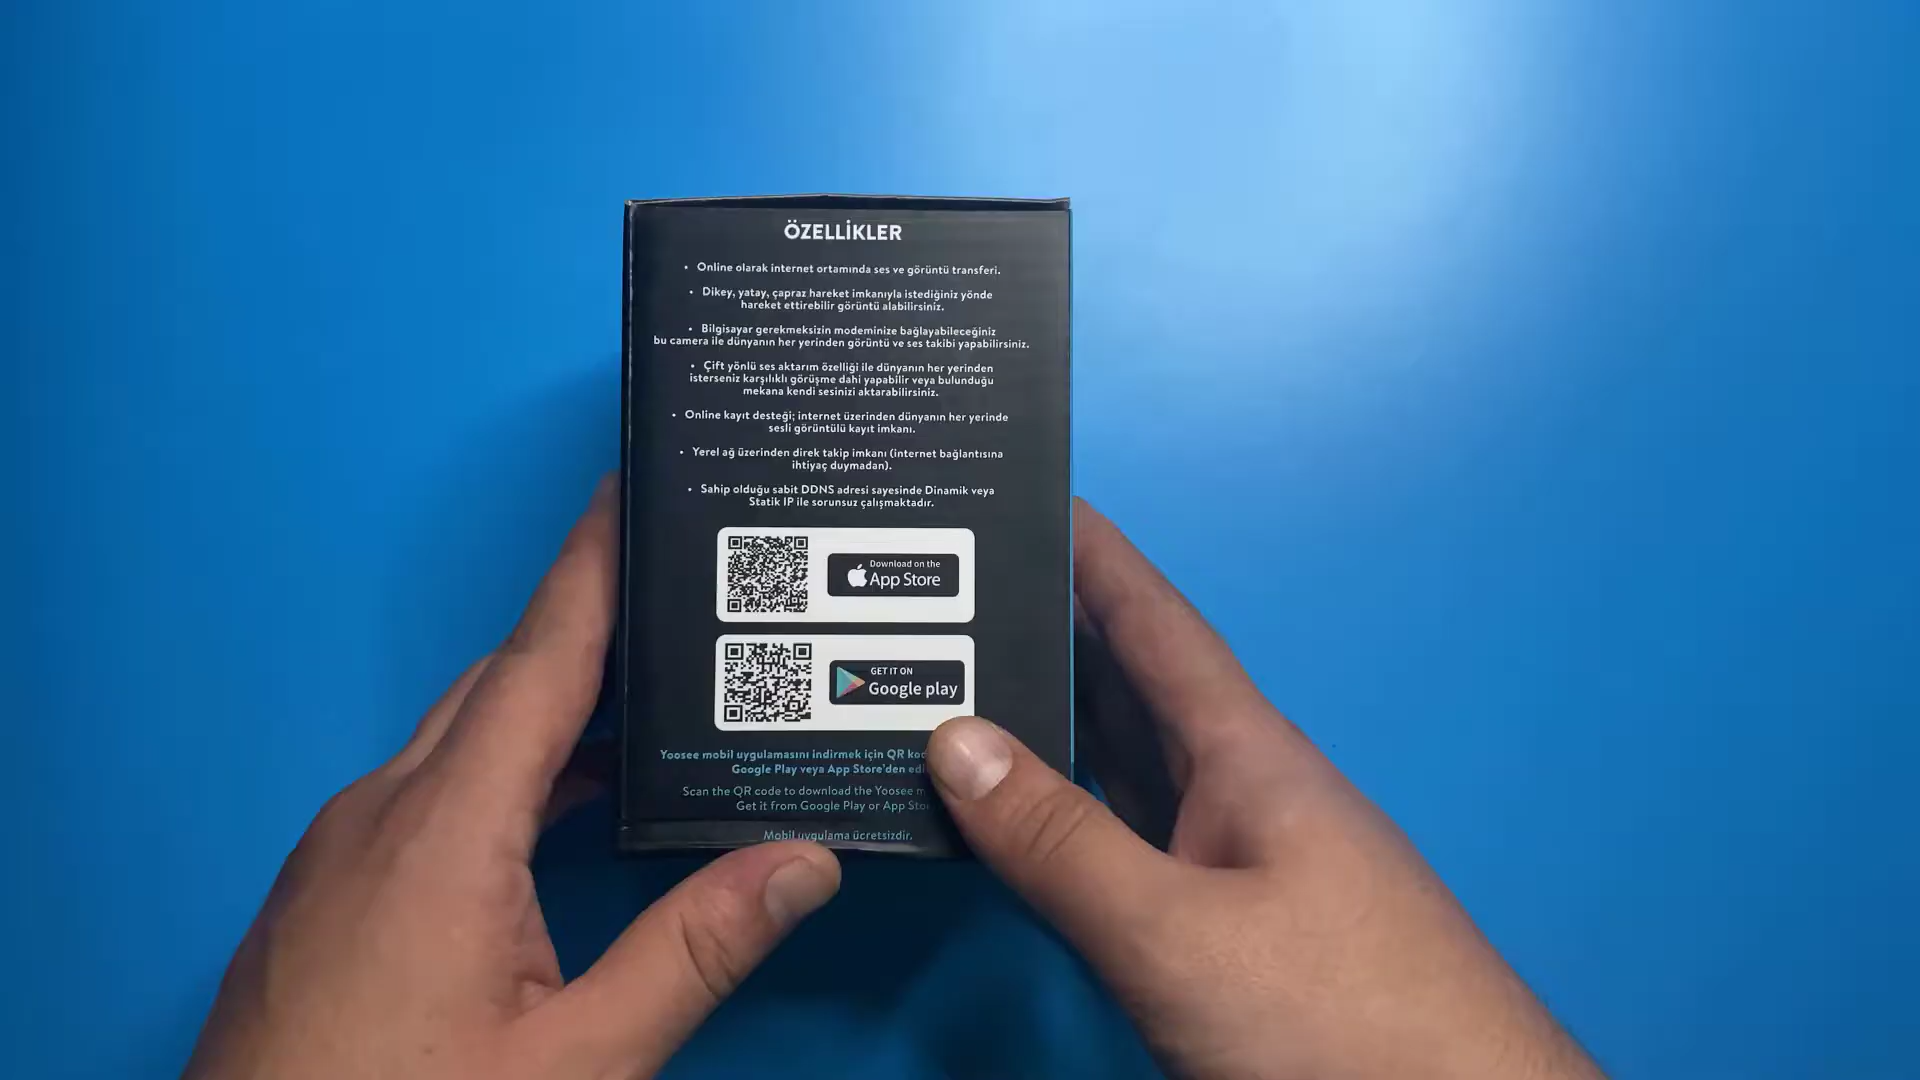 ÖZELLİKLER
• Online olarak internet ortamında ses ve görüntü transferi.
• Dikey, yatay, çapraz hareket imkanıyla istediğiniz yönde
hareket ettirebilir görüntü alabilirsiniz.
• Bilgisayar gerekmeksizin modeminize bağlayabileceğiniz
bu camera ile dünyanın her yerinden görüntü ve ses takibi yapabilirsiniz.
• Çift yönlü ses aktarım özelliği ile dünyanın her yerinden
isterseniz karşılıklı görüşme dahi yapabilir veya bulunduğu
mekana kendi sesinizi aktarabilirsiniz.
• Online kayıt desteği; internet üzerinden dünyanın her yerinde
sesli görüntülü kayıt imkanı.
• Yerel ağ üzerinden direk takip imkanı (internet bağlantısına
ihtiyaç duymadan).
• Sahip olduğu sabit DDNS adresi sayesinde Dinamik veya
Statik IP ile sorunsuz çalışmaktadır.
Download on the
App Store
GET IT ON
Google play
Yoosee mobil uygulamasını indirmek için QR
Google Play veya App Store'den
Scan the QR code to download the Yoosee
Get it from Google Play or App
Mobil uygulama ücretsizdir.